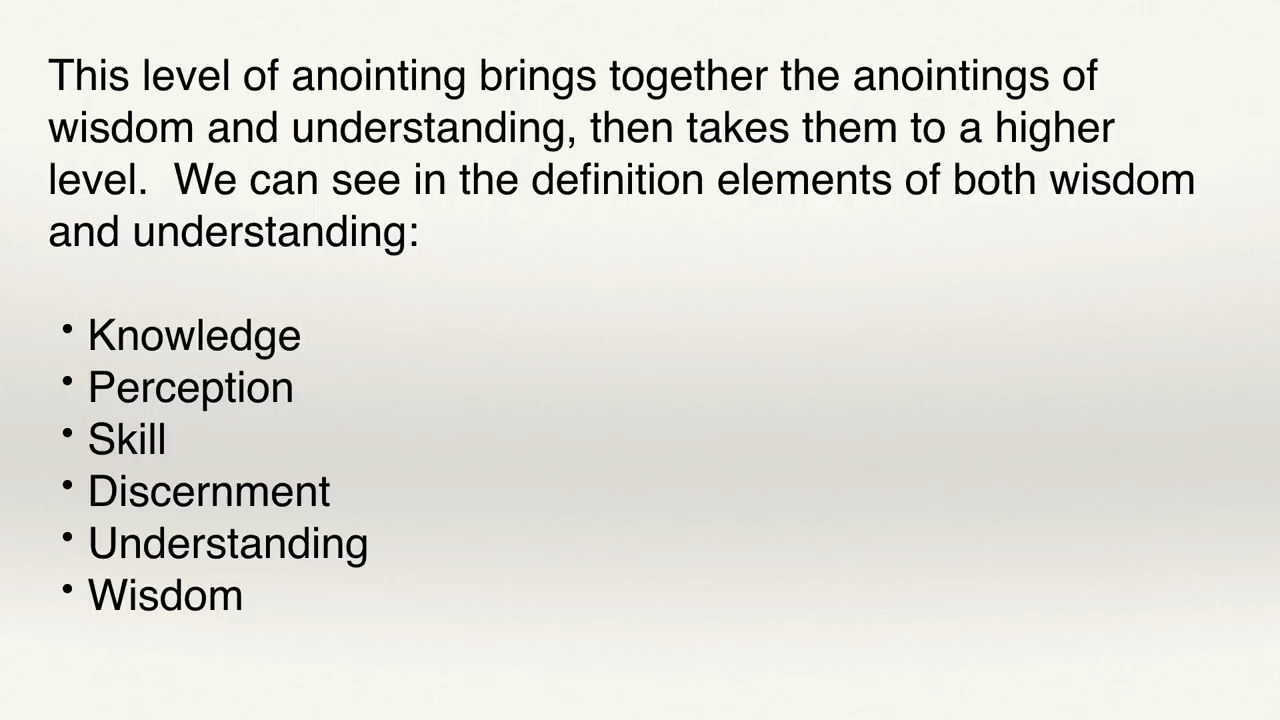 This level of anointing brings together the anointings of
wisdom and understanding, then takes them to a higher
level.  We can see in the definition elements of both wisdom
and understanding:
• Knowledge
• Perception
• Skill
• Discernment
• Understanding
• Wisdom